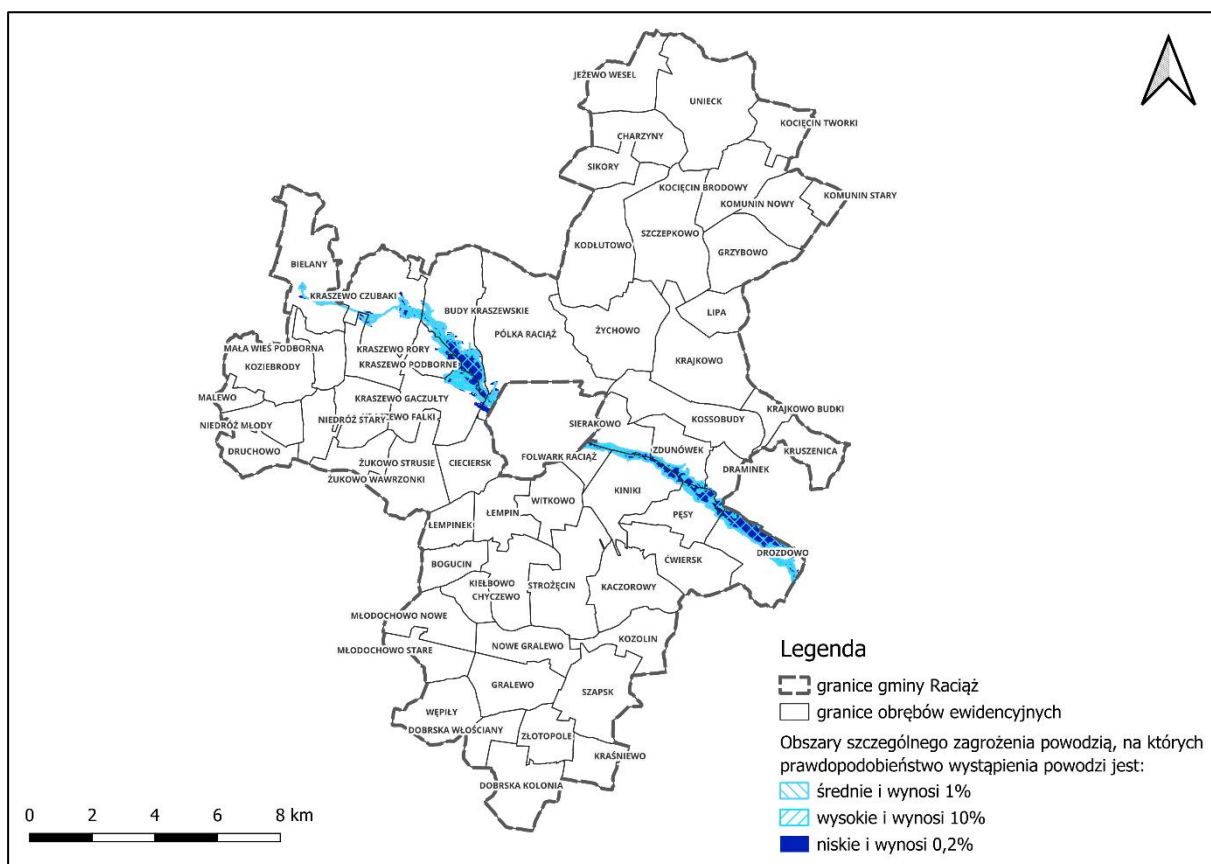 JEŻEWO WESEL
UNIECK
KOCIĘCIN TWORKI
CHARZYNY
SIKORY
KOCIĘCIN BRODOWY
KOMUNIN STARY
KOMUNIN NOWY
SZCZEPKOWO
KODŁUTOWO
GRZYBOWO
BIELANY
KRASZEWO CZUBAKI
BUDY KRASZEWSKIE
LIPA
PÓLKA RACIĄŻ
ŻYCHOWO
MAŁA WIEŚ PODBORNA
KRASZEWO RORY
KOZIEBRODY
KRASZEWO PODBORNE
KRAJKOWO
MALEWO
KRASZEWO GACZUŁTY
KRAJKOWO BUDKI
NIEDRÓŻ STARY
EWO FALKI
KOSSOBUDY
NIEDRÓŻ MŁODY
SIERAKOWO
DRUCHOWO
ZDUNÓWEK
KRUSZENICA
FOLWARK RACIĄŻ
ŻUKOWO STRUSIE
CIECIERSK
DRAMINEK
ŻUKOWO WAWRZONKI
KINIKI
WITKOWO
ŁEMPIN
PĘSY
ŁEMPINEK
DROZDOWO
BOGUCIN
ĆWIERSK
KIEŁBOWO
STROŻĘCIN
KACZOROWY
CHYCZEWO
MŁODOCHOWO NOWE
KOZOLIN
NOWE GRALEWO
MŁODOCHOWO STARE
GRALEWO
SZAPSK
WĘPIŁY
DOBRSKA WŁOŚCIANY
ZŁOTOPOLE
KRAŚNIEWO
DOBRSKA KOLONIA
Legenda
granice gminy Raciąż
granice obrębów ewidencyjnych
Obszary szczególnego zagrożenia powodzią, na których
prawdopodobieństwo wystąpienia powodzi jest:
średnie i wynosi 1%
wysokie i wynosi 10%
niskie i wynosi 0,2%
0 2 4 6 8 km